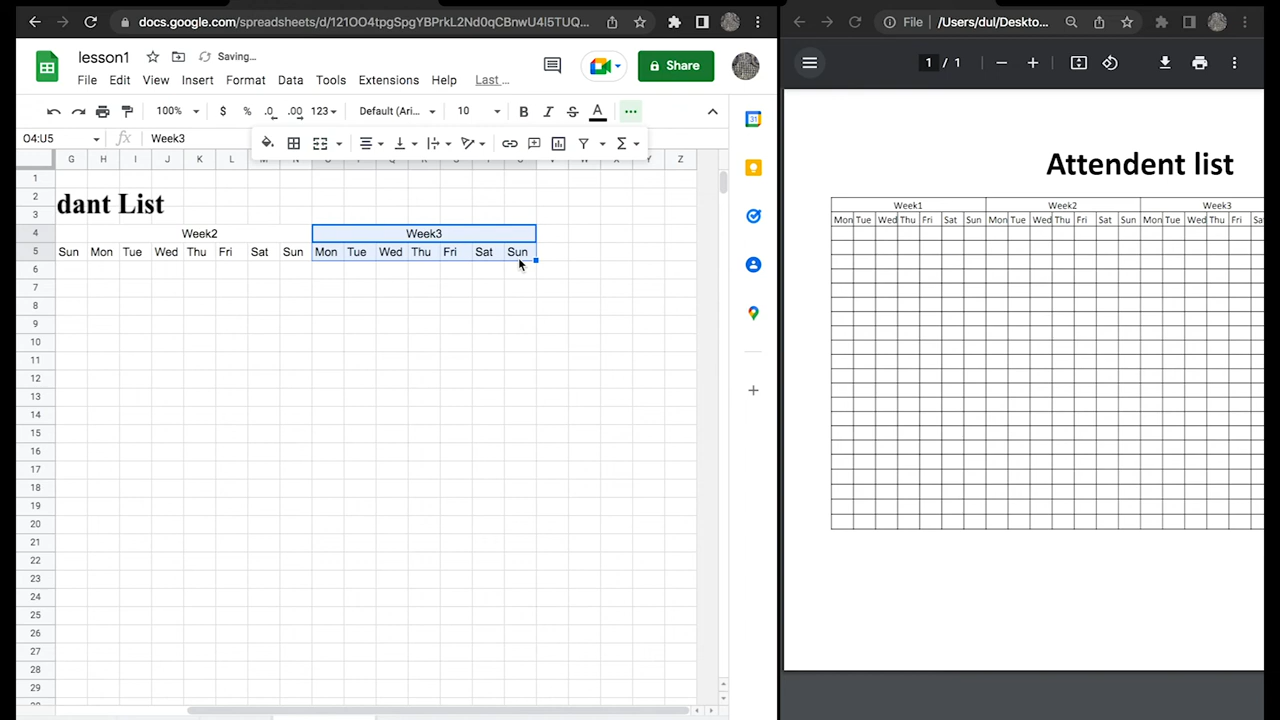 docs.google.com/spreadsheets/d/121OO4tpgSpgYBPrkL2Nd0qCBnwU4I5TUQ...
File /Users/dul/Deskto...
lesson1 Saving...
File Edit View Insert Format Data Tools Extensions Help Last ...
Share
1 / 1
100% $ % .0 .00 123 Default (Ari... 10 B I S A
O4:U5 fx Week3
G H I J K L Z
1
2
dant List
3
4 Week2 Week3
5 Sun Mon Tue Wed Thu Fri Sat Sun Mon Tue Wed Thu Fri Sat Sun
6
7
8
9
10
11
12
13
14
15
16
17
18
19
20
21
22
23
24
25
26
27
28
29
Attendent list
Week1 Week2 Week3
Mon Tue Wed Thu Fri Sat Sun Mon Tue Wed Thu Fri Sat Sun Mon Tue Wed Thu Fri